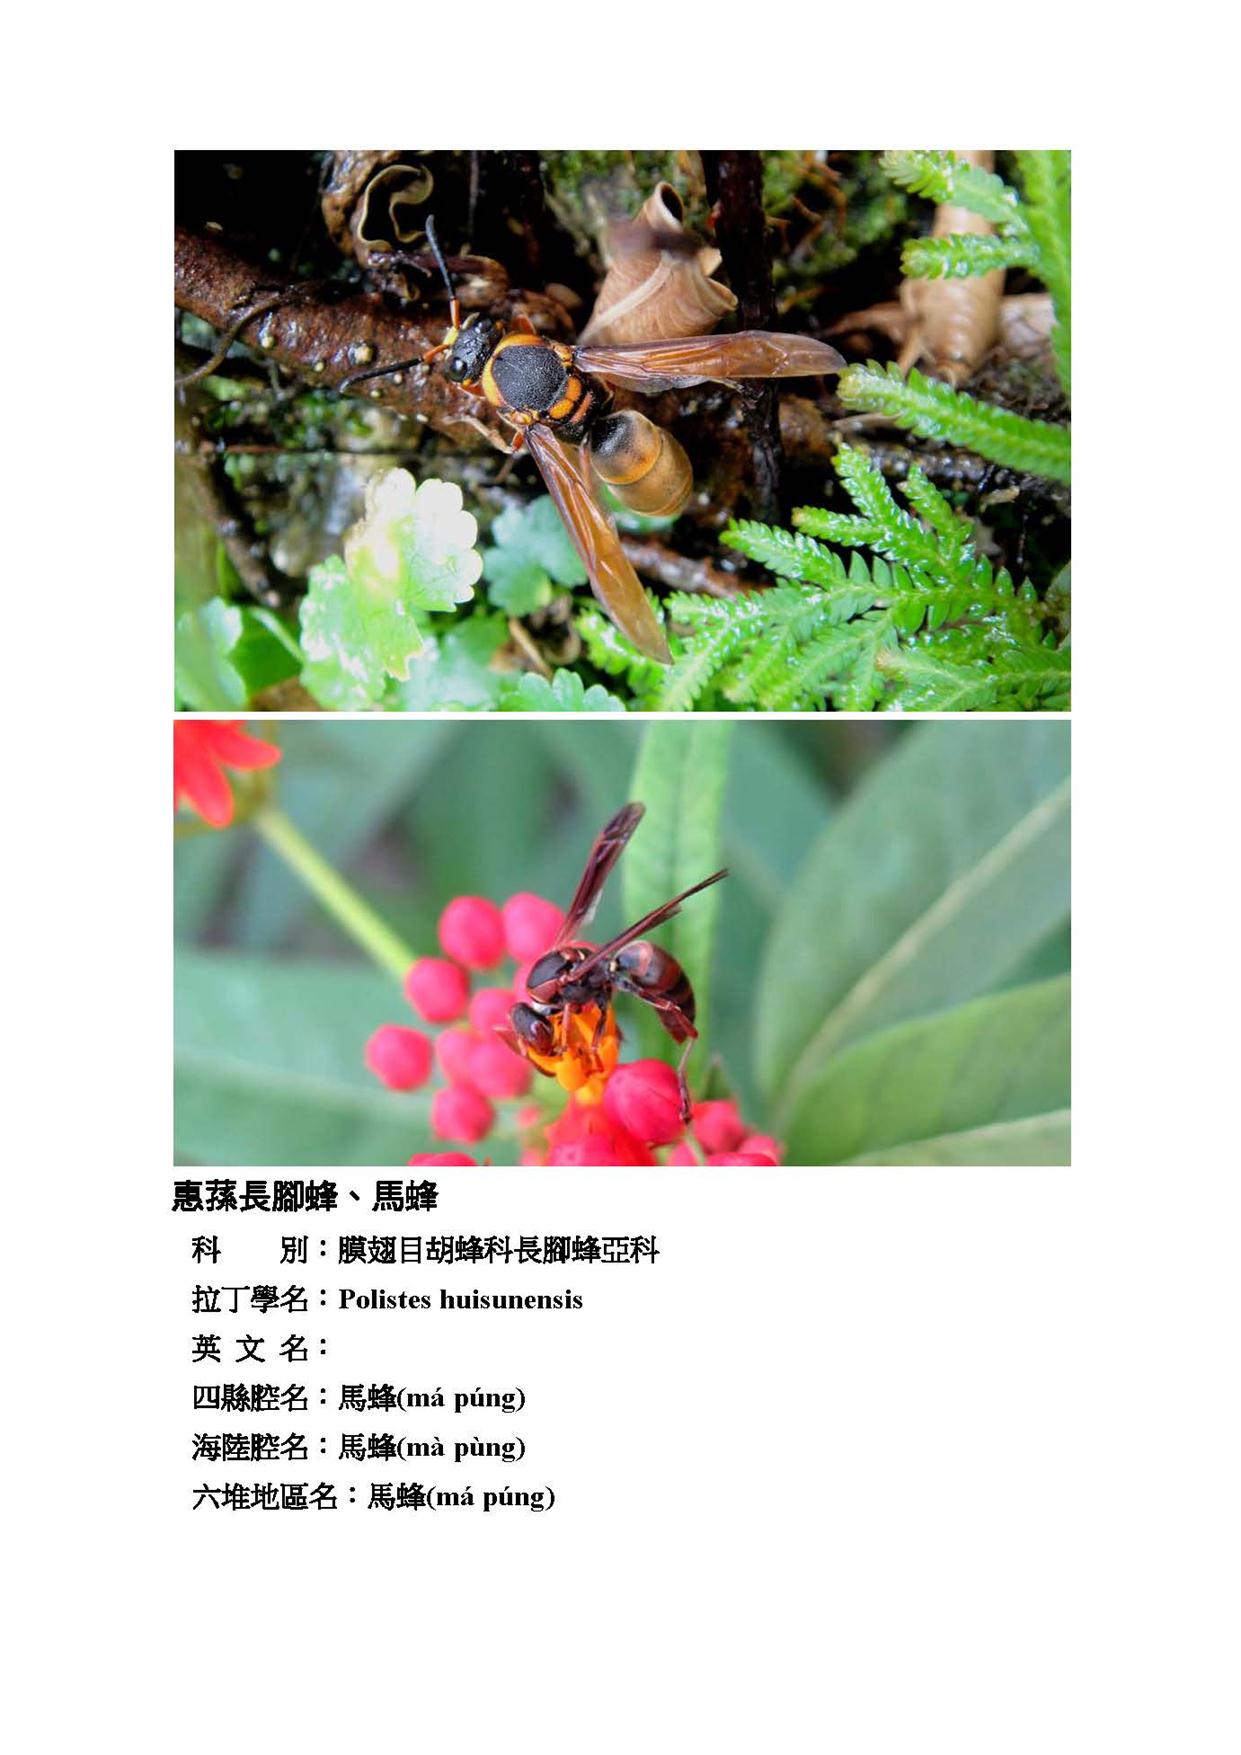 惠蓀長腳蜂、馬蜂
科　　別：膜翅目胡蜂科長腳蜂亞科
拉丁學名：Polistes huisunensis
英 文 名：
四縣腔名：馬蜂(má púng)
海陸腔名：馬蜂(mà pùng)
六堆地區名：馬蜂(má púng)